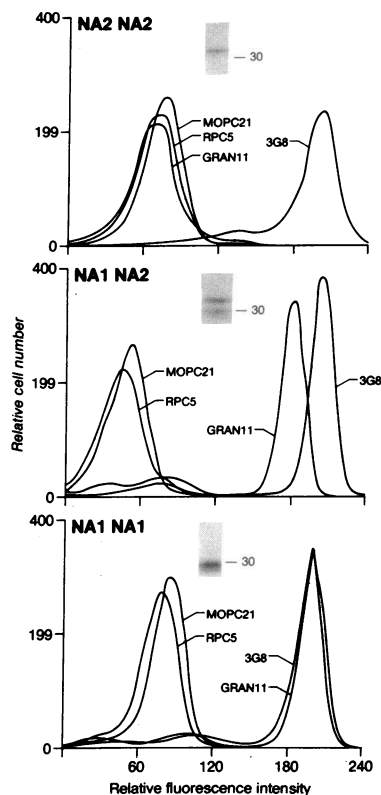 400
NA2 NA2
30
MOPC21
RPC5
GRAN11
3G8
199
0
400
NA1 NA2
30
MOPC21
RPC5
GRAN11
3G8
199
0
Relative cell number
400
NA1 NA1
30
MOPC21
RPC5
3G8
GRAN11
199
0
0 60 120 180 240
Relative fluorescence intensity